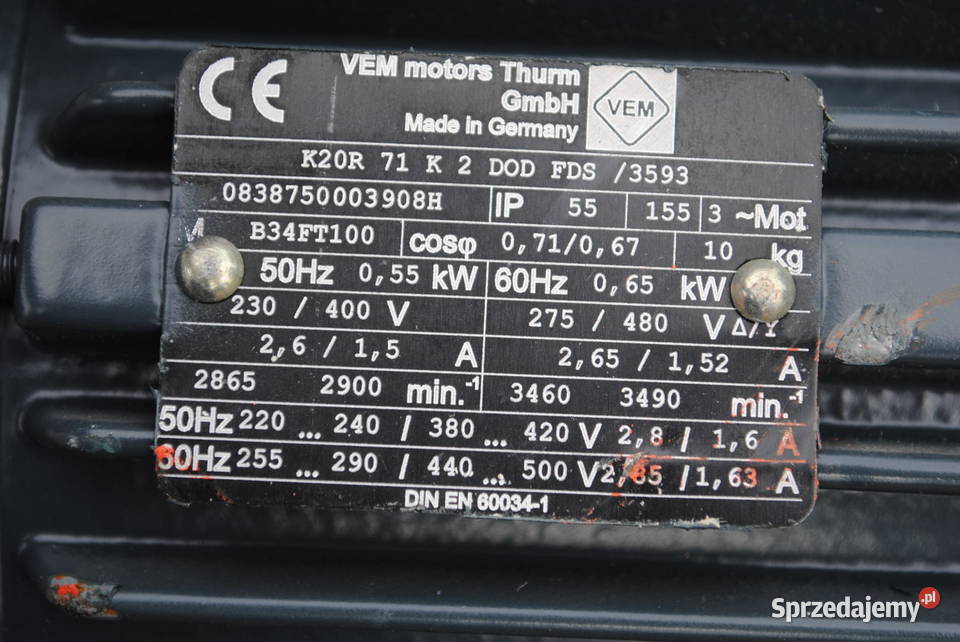 CE VEM motors Thurm
GmbH VEM
Made in Germany
K20R 71 K 2 DOD FDS /3593
0838750003908H IP 55 155 3 ~Mot
B34FT100 cosφ 0,71/0,67 10 kg
50Hz 0,55 kW 60Hz 0,65 kW
230 / 400 V 275 / 480 V Δ/Y
2,6 / 1,5 A 2,65 / 1,52 A
2865 2900 min.-1 3460 3490 min.-1
50Hz 220 ... 240 / 380 ... 420 V 2,8 / 1,6 A
60Hz 255 ... 290 / 440 ... 500 V 2,85 /1,63 A
DIN EN 60034-1
Sprzedajemy.pl